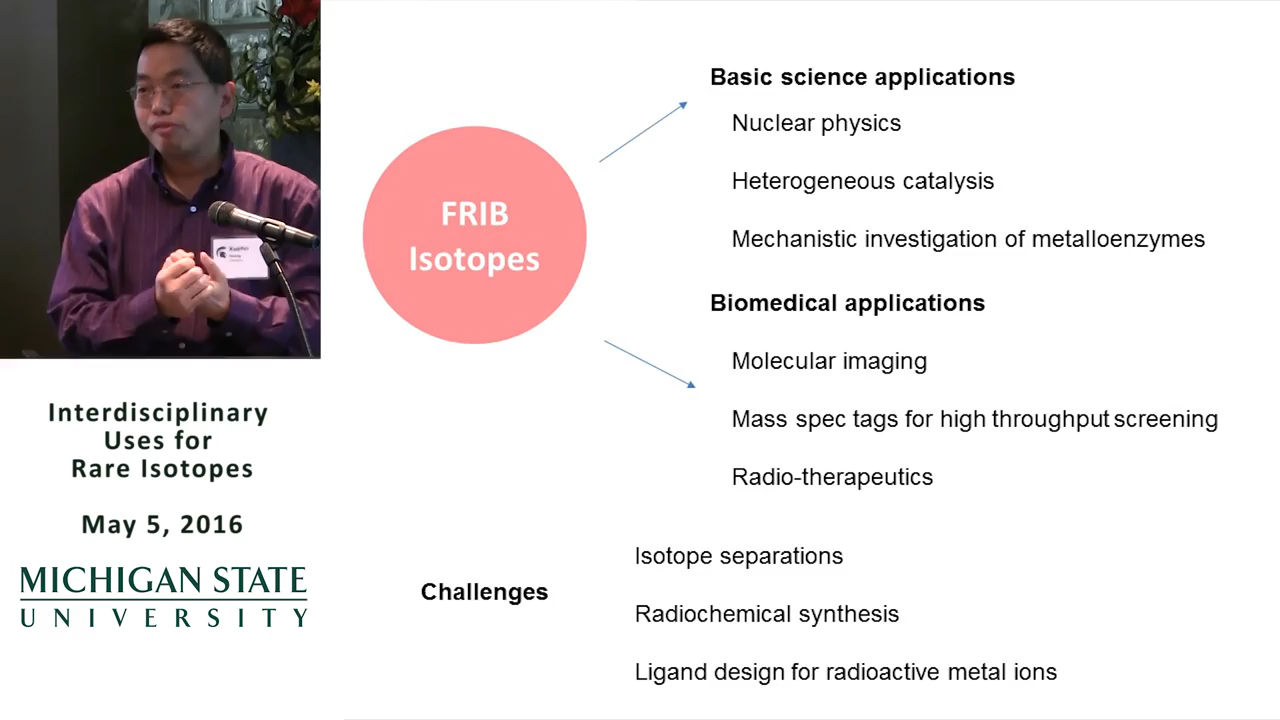 FRIB
Isotopes
Basic science applications
Nuclear physics
Heterogeneous catalysis
Mechanistic investigation of metalloenzymes
Biomedical applications
Molecular imaging
Mass spec tags for high throughput screening
Radio-therapeutics
Challenges
Isotope separations
Radiochemical synthesis
Ligand design for radioactive metal ions
Interdisciplinary
Uses for
Rare Isotopes
May 5, 2016
MICHIGAN STATE
UNIVERSITY